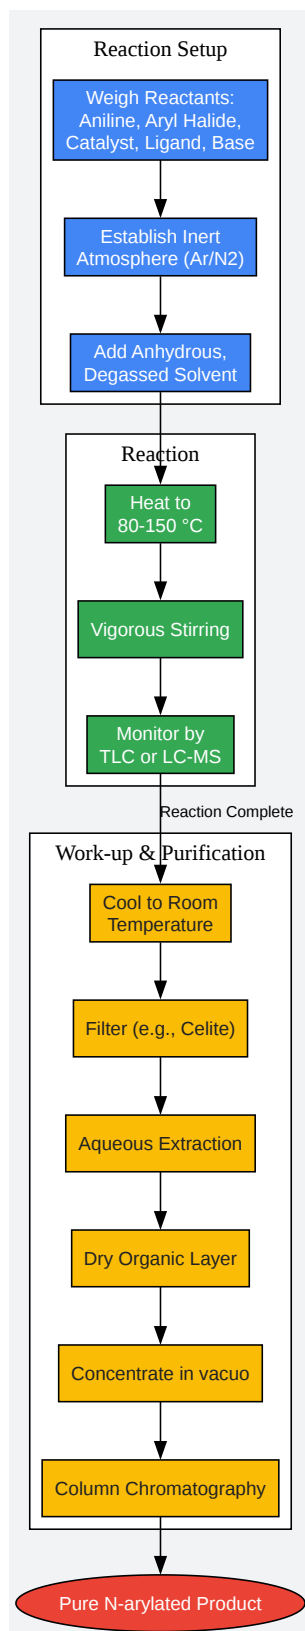 Reaction Setup
Weigh Reactants:
Aniline, Aryl Halide,
Catalyst, Ligand, Base
Establish Inert
Atmosphere (Ar/N2)
Add Anhydrous,
Degassed Solvent
Reaction
Heat to
80-150 °C
Vigorous Stirring
Monitor by
TLC or LC-MS
Reaction Complete
Work-up & Purification
Cool to Room
Temperature
Filter (e.g., Celite)
Aqueous Extraction
Dry Organic Layer
Concentrate in vacuo
Column Chromatography
Pure N-arylated Product